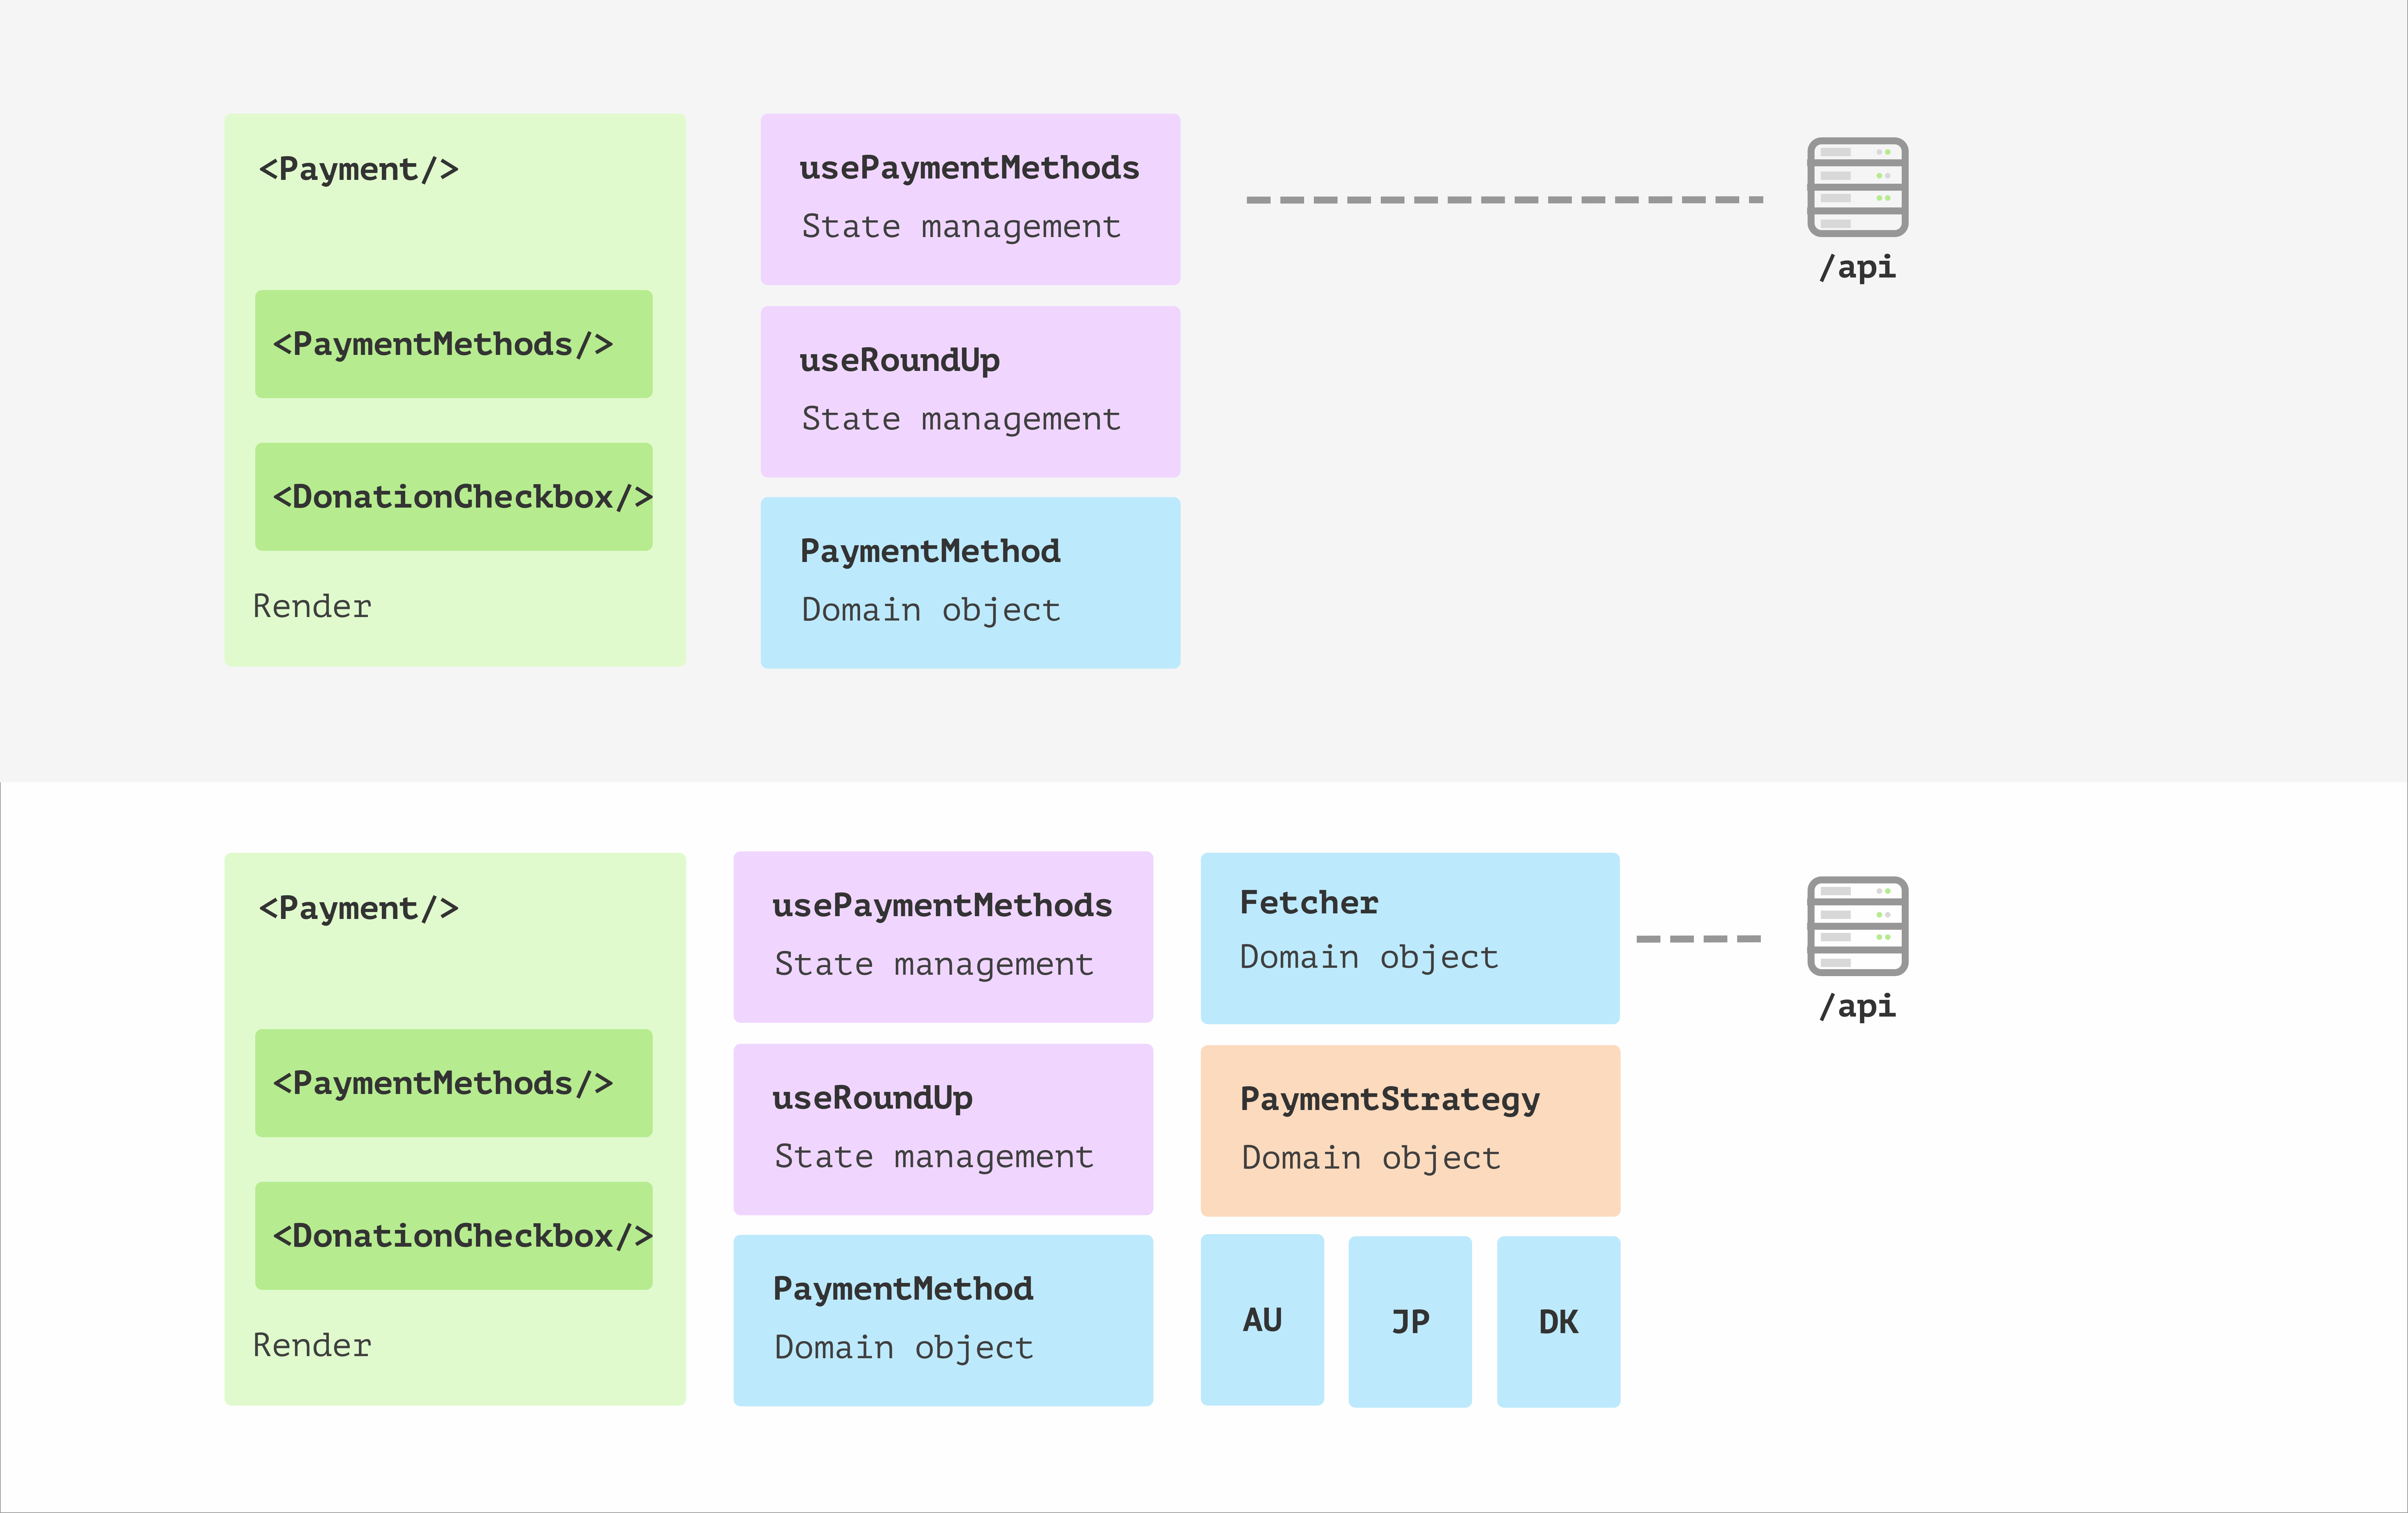 <Payment/>
<PaymentMethods/>
<DonationCheckbox/>
Render
usePaymentMethods
State management
useRoundUp
State management
PaymentMethod
Domain object
/api
<Payment/>
<PaymentMethods/>
<DonationCheckbox/>
Render
usePaymentMethods
State management
useRoundUp
State management
PaymentMethod
Domain object
Fetcher
Domain object
PaymentStrategy
Domain object
AU
JP
DK
/api